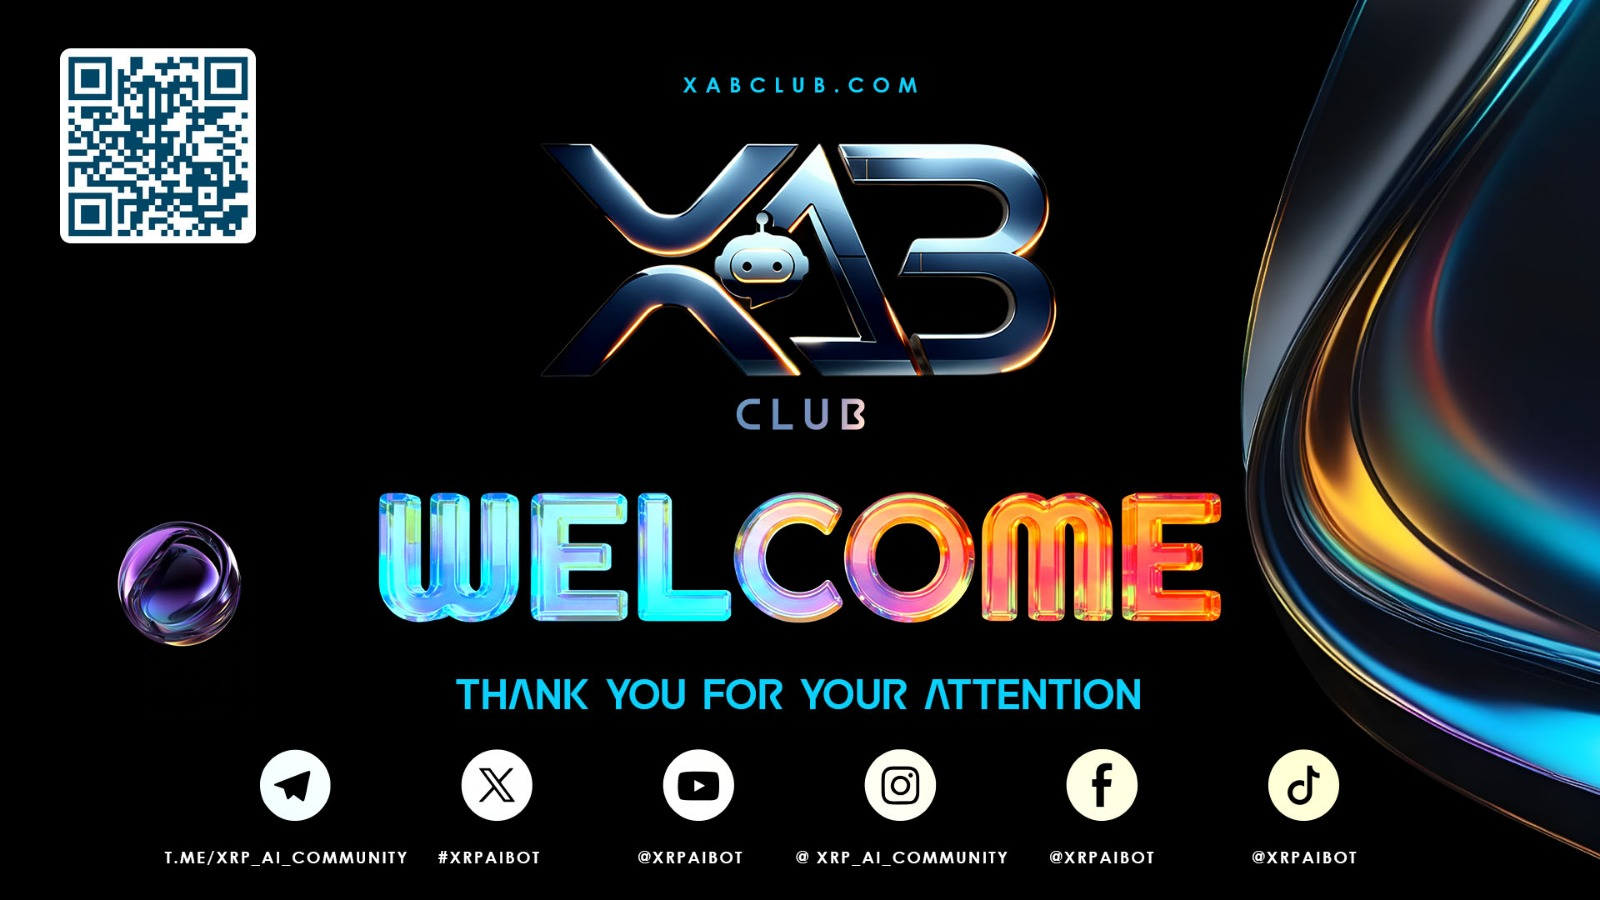 XABCLUB.COM
XAB
CLUB
WELCOME
THANK YOU FOR YOUR ATTENTION
T.ME/XRP_AI_COMMUNITY #XRPAIBOT @XRPAIBOT @ XRP_AI_COMMUNITY @XRPAIBOT @XRPAIBOT